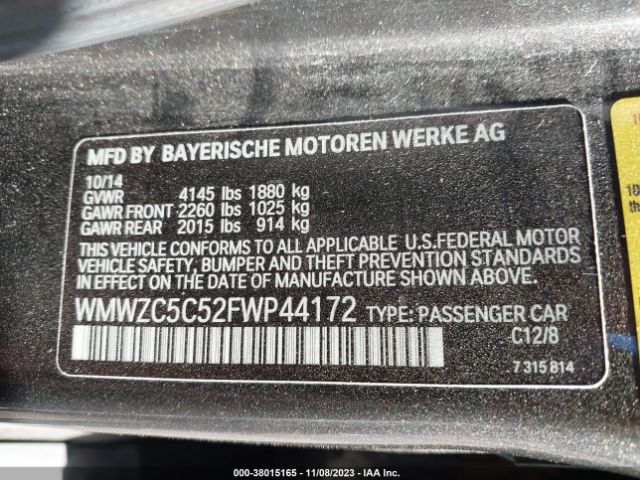 MFD BY BAYERISCHE MOTOREN WERKE AG
10/14
GVWR 4145 lbs 1880 kg
GAWR FRONT 2260 lbs 1025 kg
GAWR REAR 2015 lbs 914 kg
THIS VEHICLE CONFORMS TO ALL APPLICABLE U.S.FEDERAL MOTOR
VEHICLE SAFETY, BUMPER AND THEFT PREVENTION STANDARDS
IN EFFECT ON THE DATE OF MANUFACTURE SHOWN ABOVE.
WMWZC5C52FWP44172 TYPE: PASSENGER CAR
C12/8
7 315 814
000-38015165 - 11/08/2023 - IAA Inc.